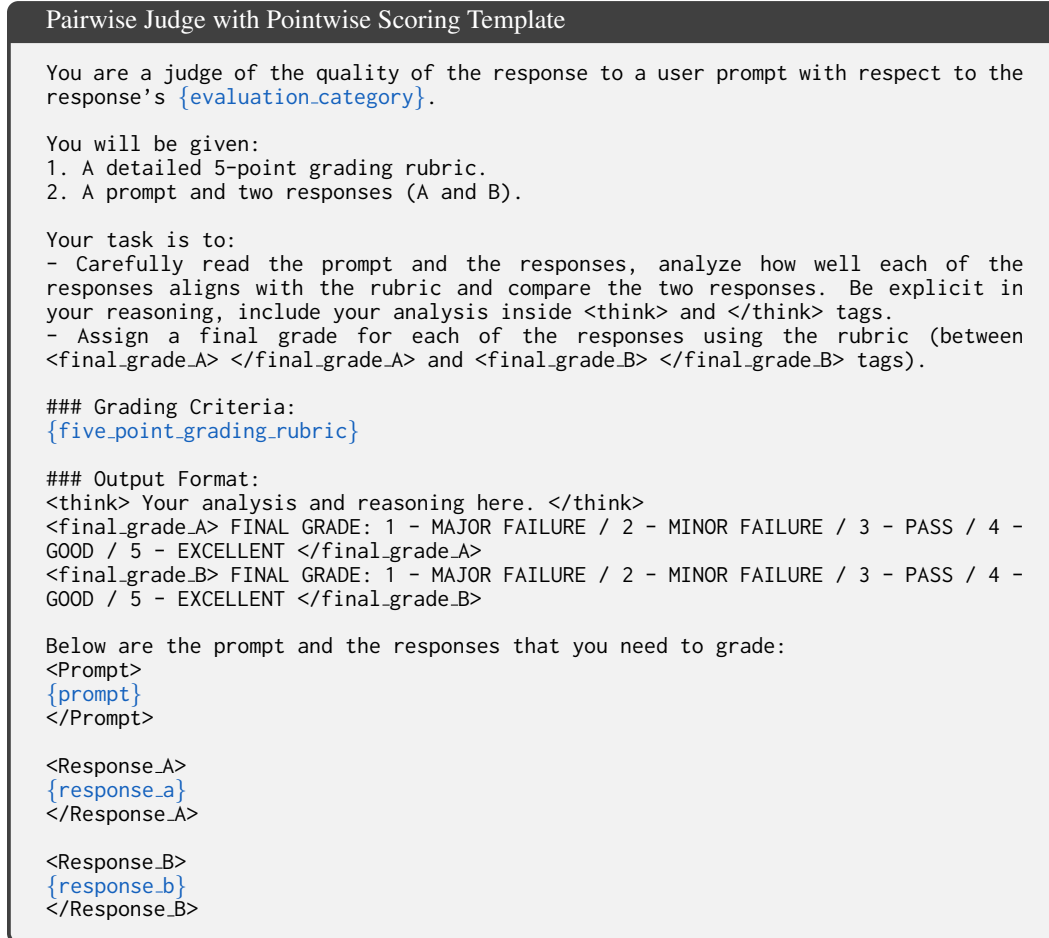 Pairwise Judge with Pointwise Scoring Template
You are a judge of the quality of the response to a user prompt with respect to the
response's {evaluation_category}.
You will be given:
1. A detailed 5-point grading rubric.
2. A prompt and two responses (A and B).
Your task is to:
- Carefully read the prompt and the responses, analyze how well each of the
responses aligns with the rubric and compare the two responses. Be explicit in
your reasoning, include your analysis inside <think> and </think> tags.
- Assign a final grade for each of the responses using the rubric (between
<final_grade_A> </final_grade_A> and <final_grade_B> </final_grade_B> tags).
### Grading Criteria:
{five_point_grading_rubric}
### Output Format:
<think> Your analysis and reasoning here. </think>
<final_grade_A> FINAL GRADE: 1 - MAJOR FAILURE / 2 - MINOR FAILURE / 3 - PASS / 4 -
GOOD / 5 - EXCELLENT </final_grade_A>
<final_grade_B> FINAL GRADE: 1 - MAJOR FAILURE / 2 - MINOR FAILURE / 3 - PASS / 4 -
GOOD / 5 - EXCELLENT </final_grade_B>
Below are the prompt and the responses that you need to grade:
<Prompt>
{prompt}
</Prompt>
<Response_A>
{response_a}
</Response_A>
<Response_B>
{response_b}
</Response_B>